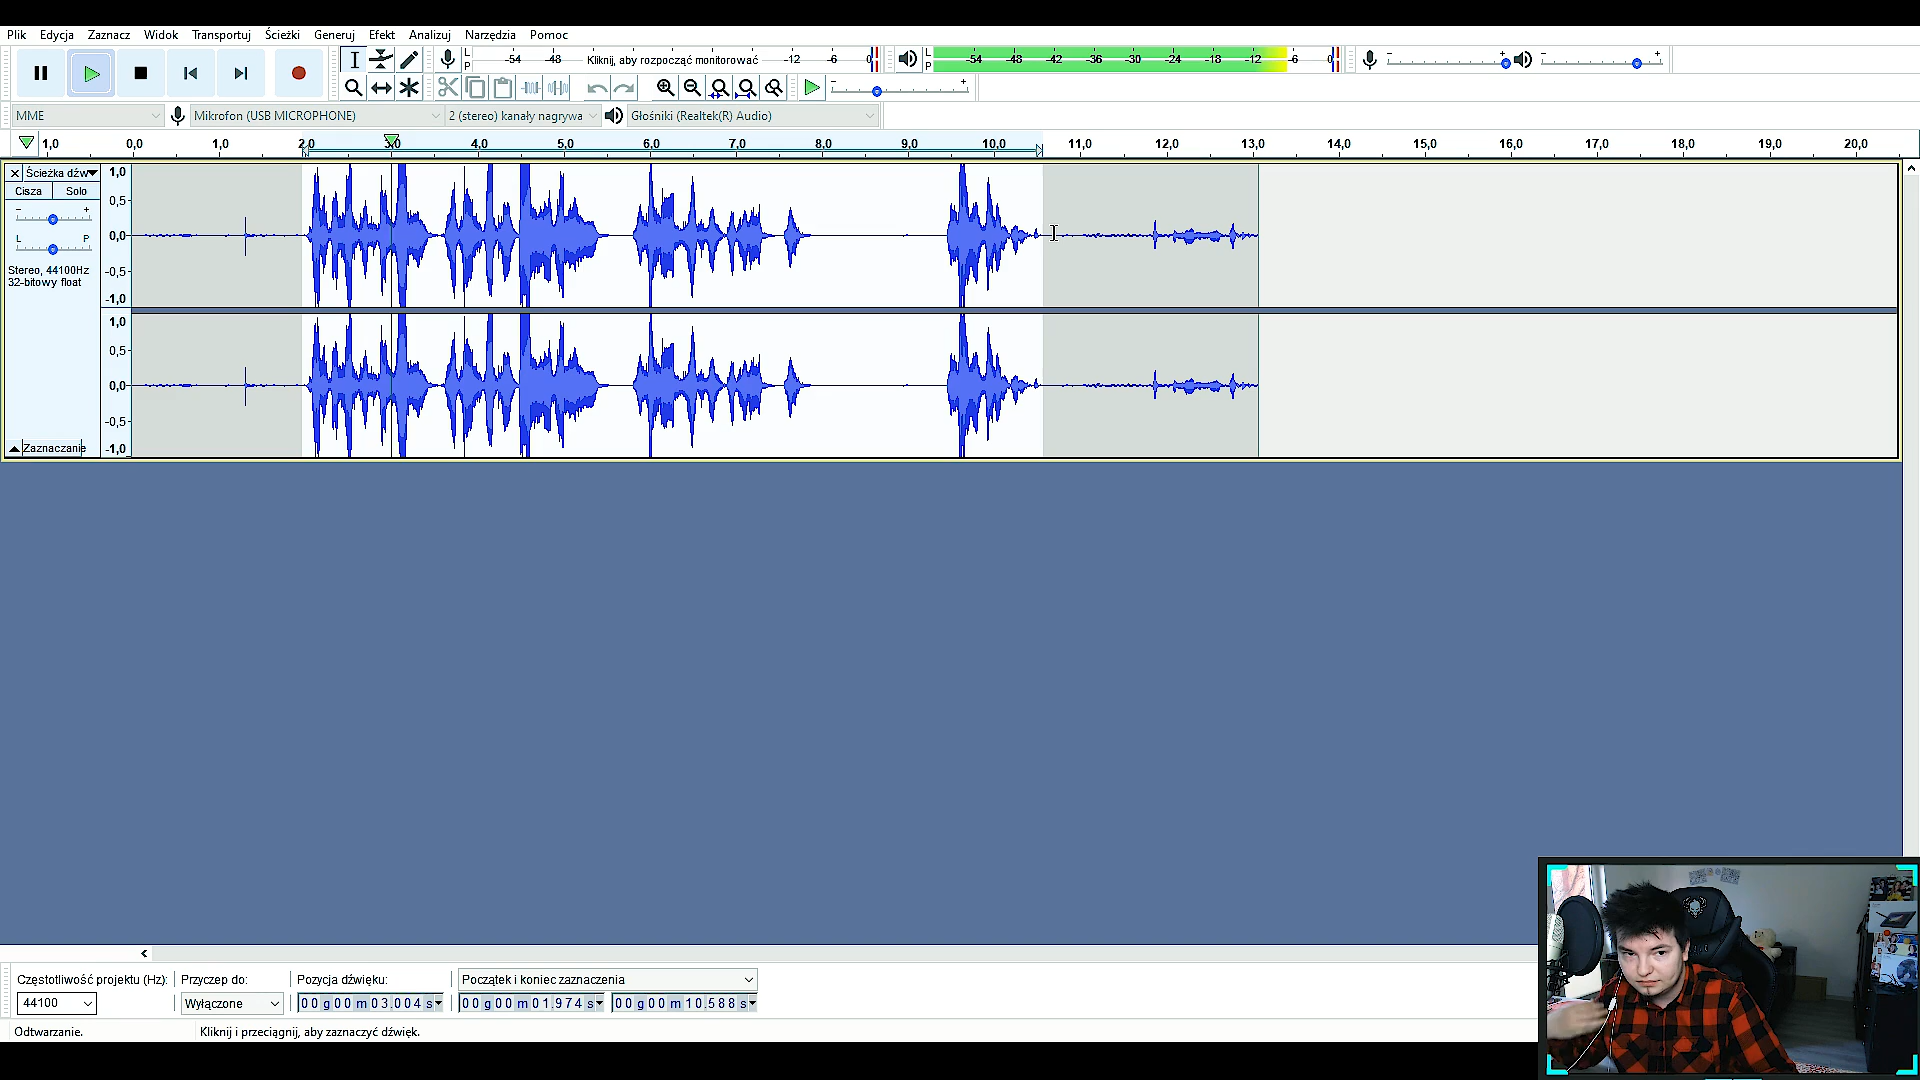 Plik Edycja Zaznacz Widok Transportuj Ścieżki Generuj Efekt Analizuj Narzędzia Pomoc
L P -54 -48 Kliknij, aby rozpocząć monitorować -12 -6 0 L P -54 -48 -42 -36 -30 -24 -18 -12 -6 0 - + - +
- +
MME Mikrofon (USB MICROPHONE) 2 (stereo) kanały nagrywa Głośniki (Realtek(R) Audio)
1,0 0,0 1,0 2,0 3,0 4,0 5,0 6,0 7,0 8,0 9,0 10,0 11,0 12,0 13,0 14,0 15,0 16,0 17,0 18,0 19,0 20,0
Ścieżka dźw 1,0
Cisza Solo
- + 0,5
L P 0,0
Stereo, 44100Hz -0,5
32-bitowy float
-1,0
1,0
0,5
0,0
-0,5
Zaznaczanie -1,0
Częstotliwość projektu (Hz): Przyczep do: Pozycja dźwięku: Początek i koniec zaznaczenia
44100 Wyłączone 00 g 00 m 03.004 s 00 g 00 m 01.974 s 00 g 00 m 10.588 s
Odtwarzanie. Kliknij i przeciągnij, aby zaznaczyć dźwięk.